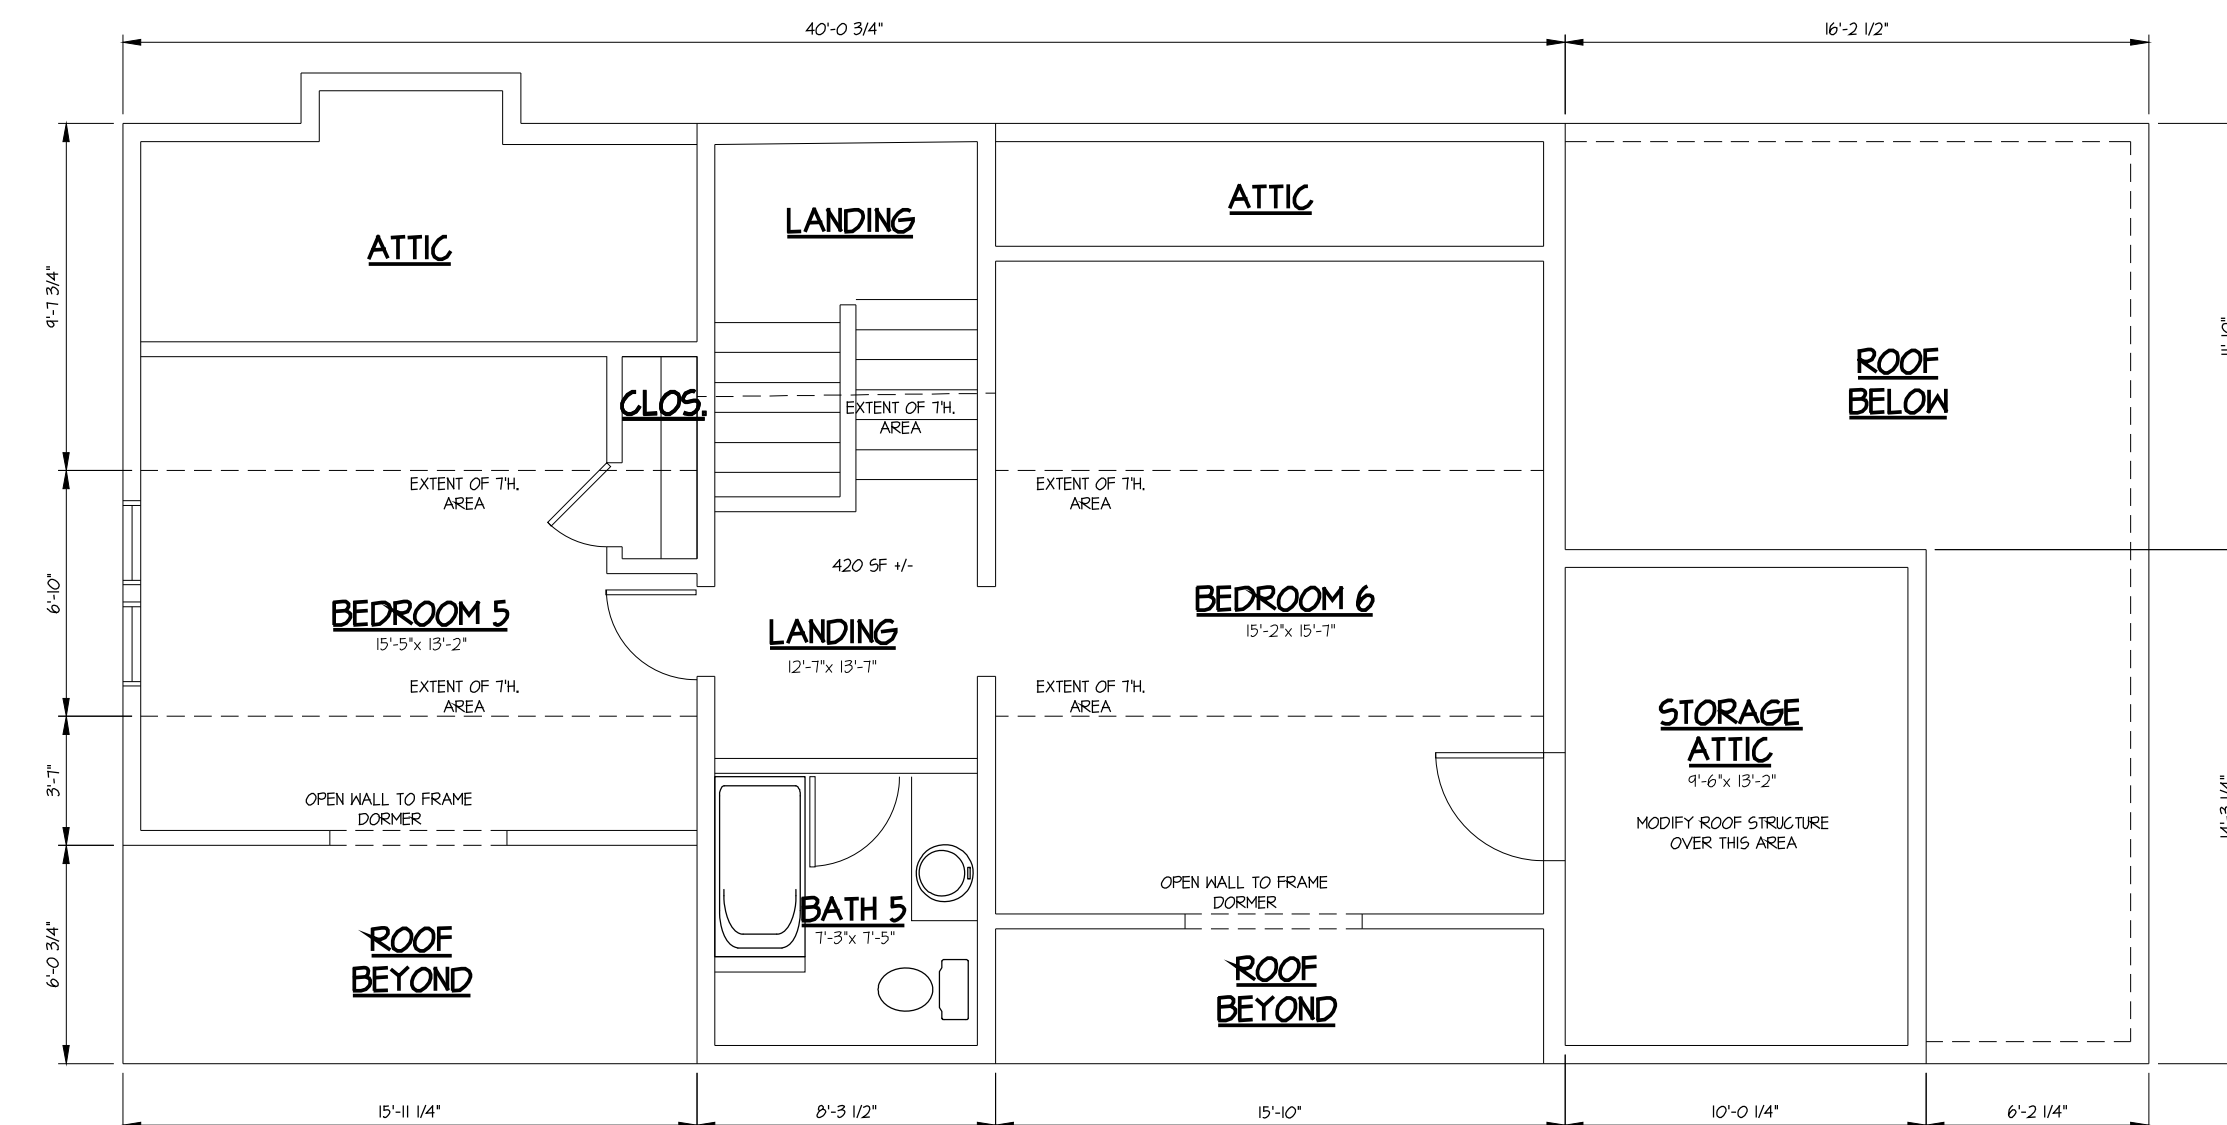 40'-0 3/4"
16'-2 1/2"
ATTIC
LANDING
ATTIC
9'-7 3/4"
ROOF
BELOW
11'-10"
CLOS.
EXTENT OF 7'H.
AREA
EXTENT OF 7'H.
AREA
EXTENT OF 7'H.
AREA
6'-10"
420 SF +/-
BEDROOM 5
15'-5"x 13'-2"
LANDING
12'-7"x 13'-7"
BEDROOM 6
15'-2"x 15'-7"
EXTENT OF 7'H.
AREA
EXTENT OF 7'H.
AREA
STORAGE
ATTIC
9'-6"x 13'-2"
MODIFY ROOF STRUCTURE
OVER THIS AREA
3'-7"
14'-3 1/4"
OPEN WALL TO FRAME
DORMER
OPEN WALL TO FRAME
DORMER
BATH 5
7'-3"x 7'-5"
6'-0 3/4"
ROOF
BEYOND
ROOF
BEYOND
15'-11 1/4"
8'-3 1/2"
15'-10"
10'-0 1/4"
6'-2 1/4"